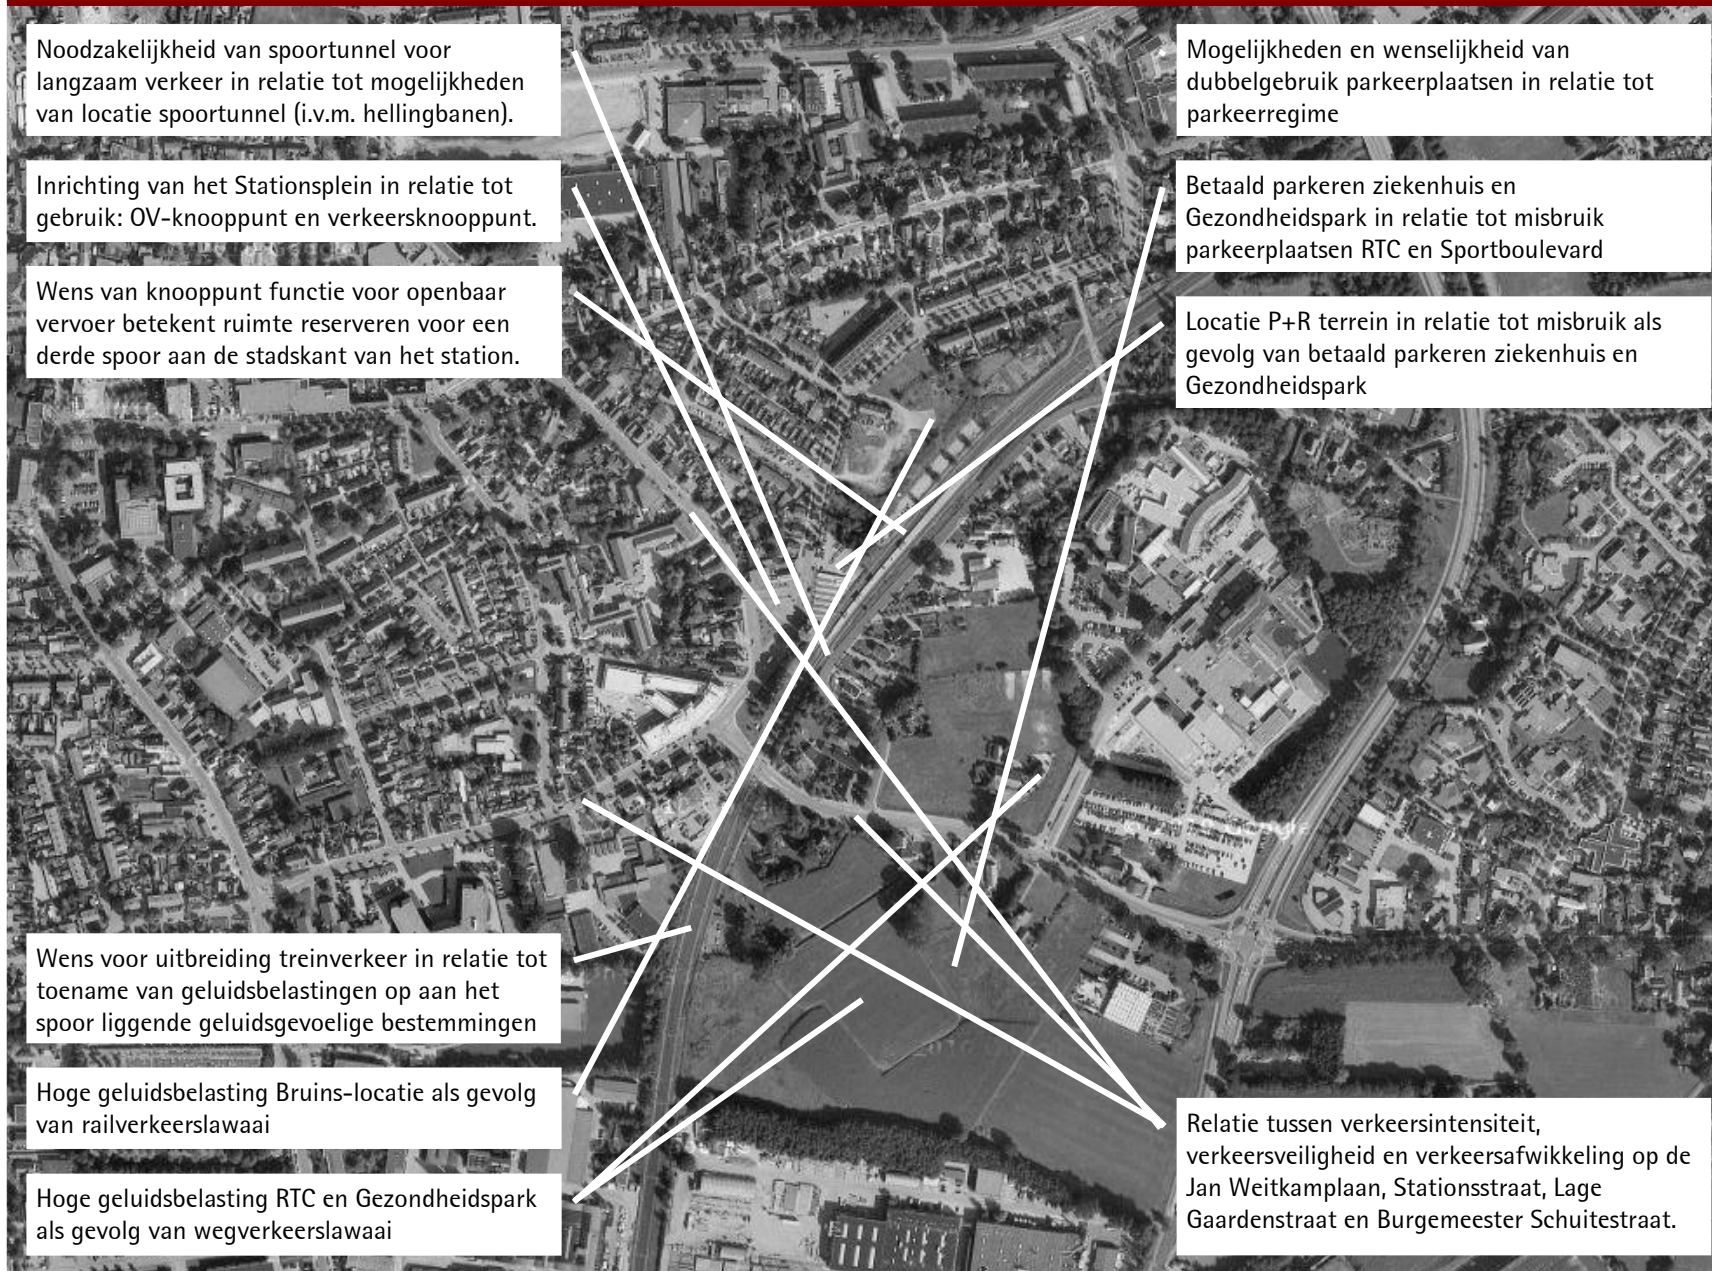 Noodzakelijkheid van spoortunnel voor
langzaam verkeer in relatie tot mogelijkheden
van locatie spoortunnel (i.v.m. hellingbanen).
Inrichting van het Stationsplein in relatie tot
gebruik: OV-knooppunt en verkeersknooppunt.
Wens van knooppunt functie voor openbaar
vervoer betekent ruimte reserveren voor een
derde spoor aan de stadskant van het station.
Wens voor uitbreiding treinverkeer in relatie tot
toename van geluidsbelastingen op aan het
spoor liggende geluidsgevoelige bestemmingen
Hoge geluidsbelasting Bruins-locatie als gevolg
van railverkeerslawaai
Hoge geluidsbelasting RTC en Gezondheidspark
als gevolg van wegverkeerslawaai
Mogelijkheden en wenselijkheid van
dubbelgebruik parkeerplaatsen in relatie tot
parkeerregime
Betaald parkeren ziekenhuis en
Gezondheidspark in relatie tot misbruik
parkeerplaatsen RTC en Sportboulevard
Locatie P+R terrein in relatie tot misbruik als
gevolg van betaald parkeren ziekenhuis en
Gezondheidspark
Relatie tussen verkeersintensiteit,
verkeersveiligheid en verkeersafwikkeling op de
Jan Weitkamplaan, Stationsstraat, Lage
Gaardenstraat en Burgemeester Schuitestraat.